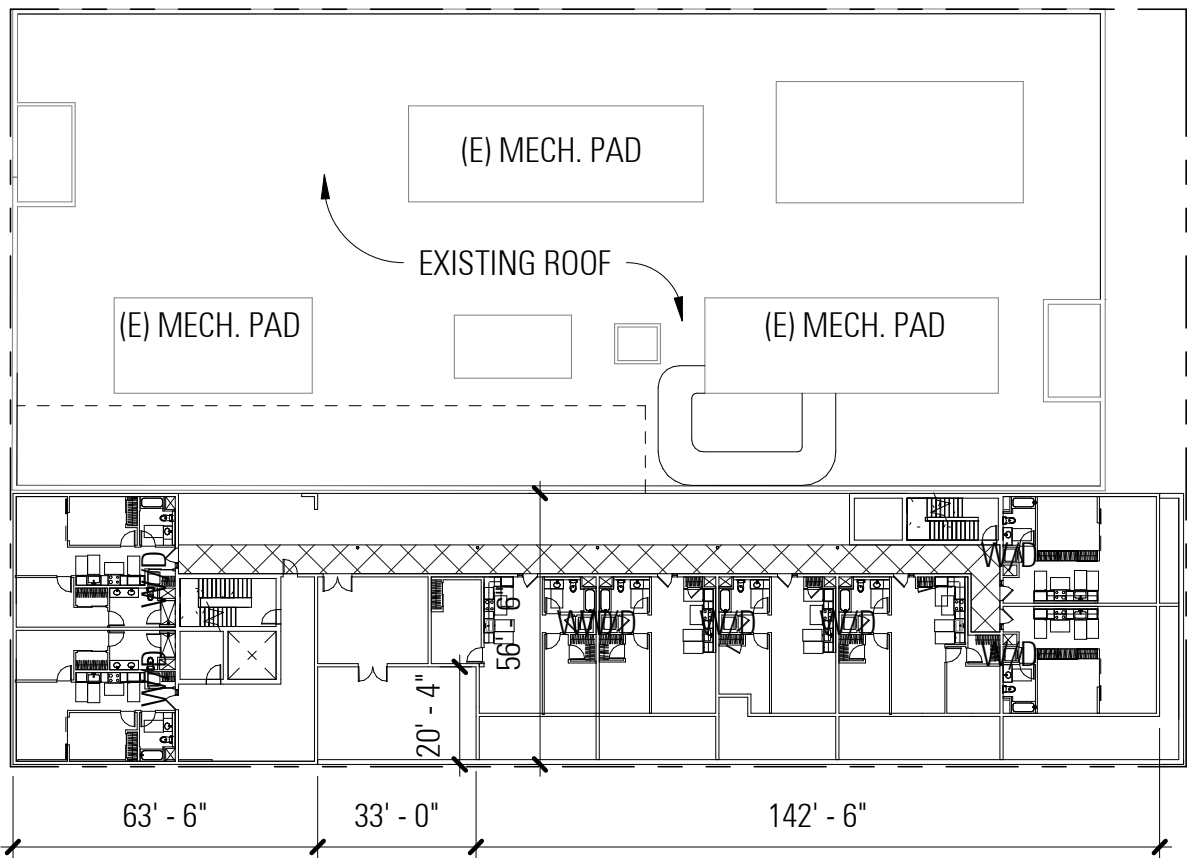 (E) MECH. PAD
EXISTING ROOF
(E) MECH. PAD
(E) MECH. PAD
56' - 6"
20' - 4"
63' - 6"
33' - 0"
142' - 6"